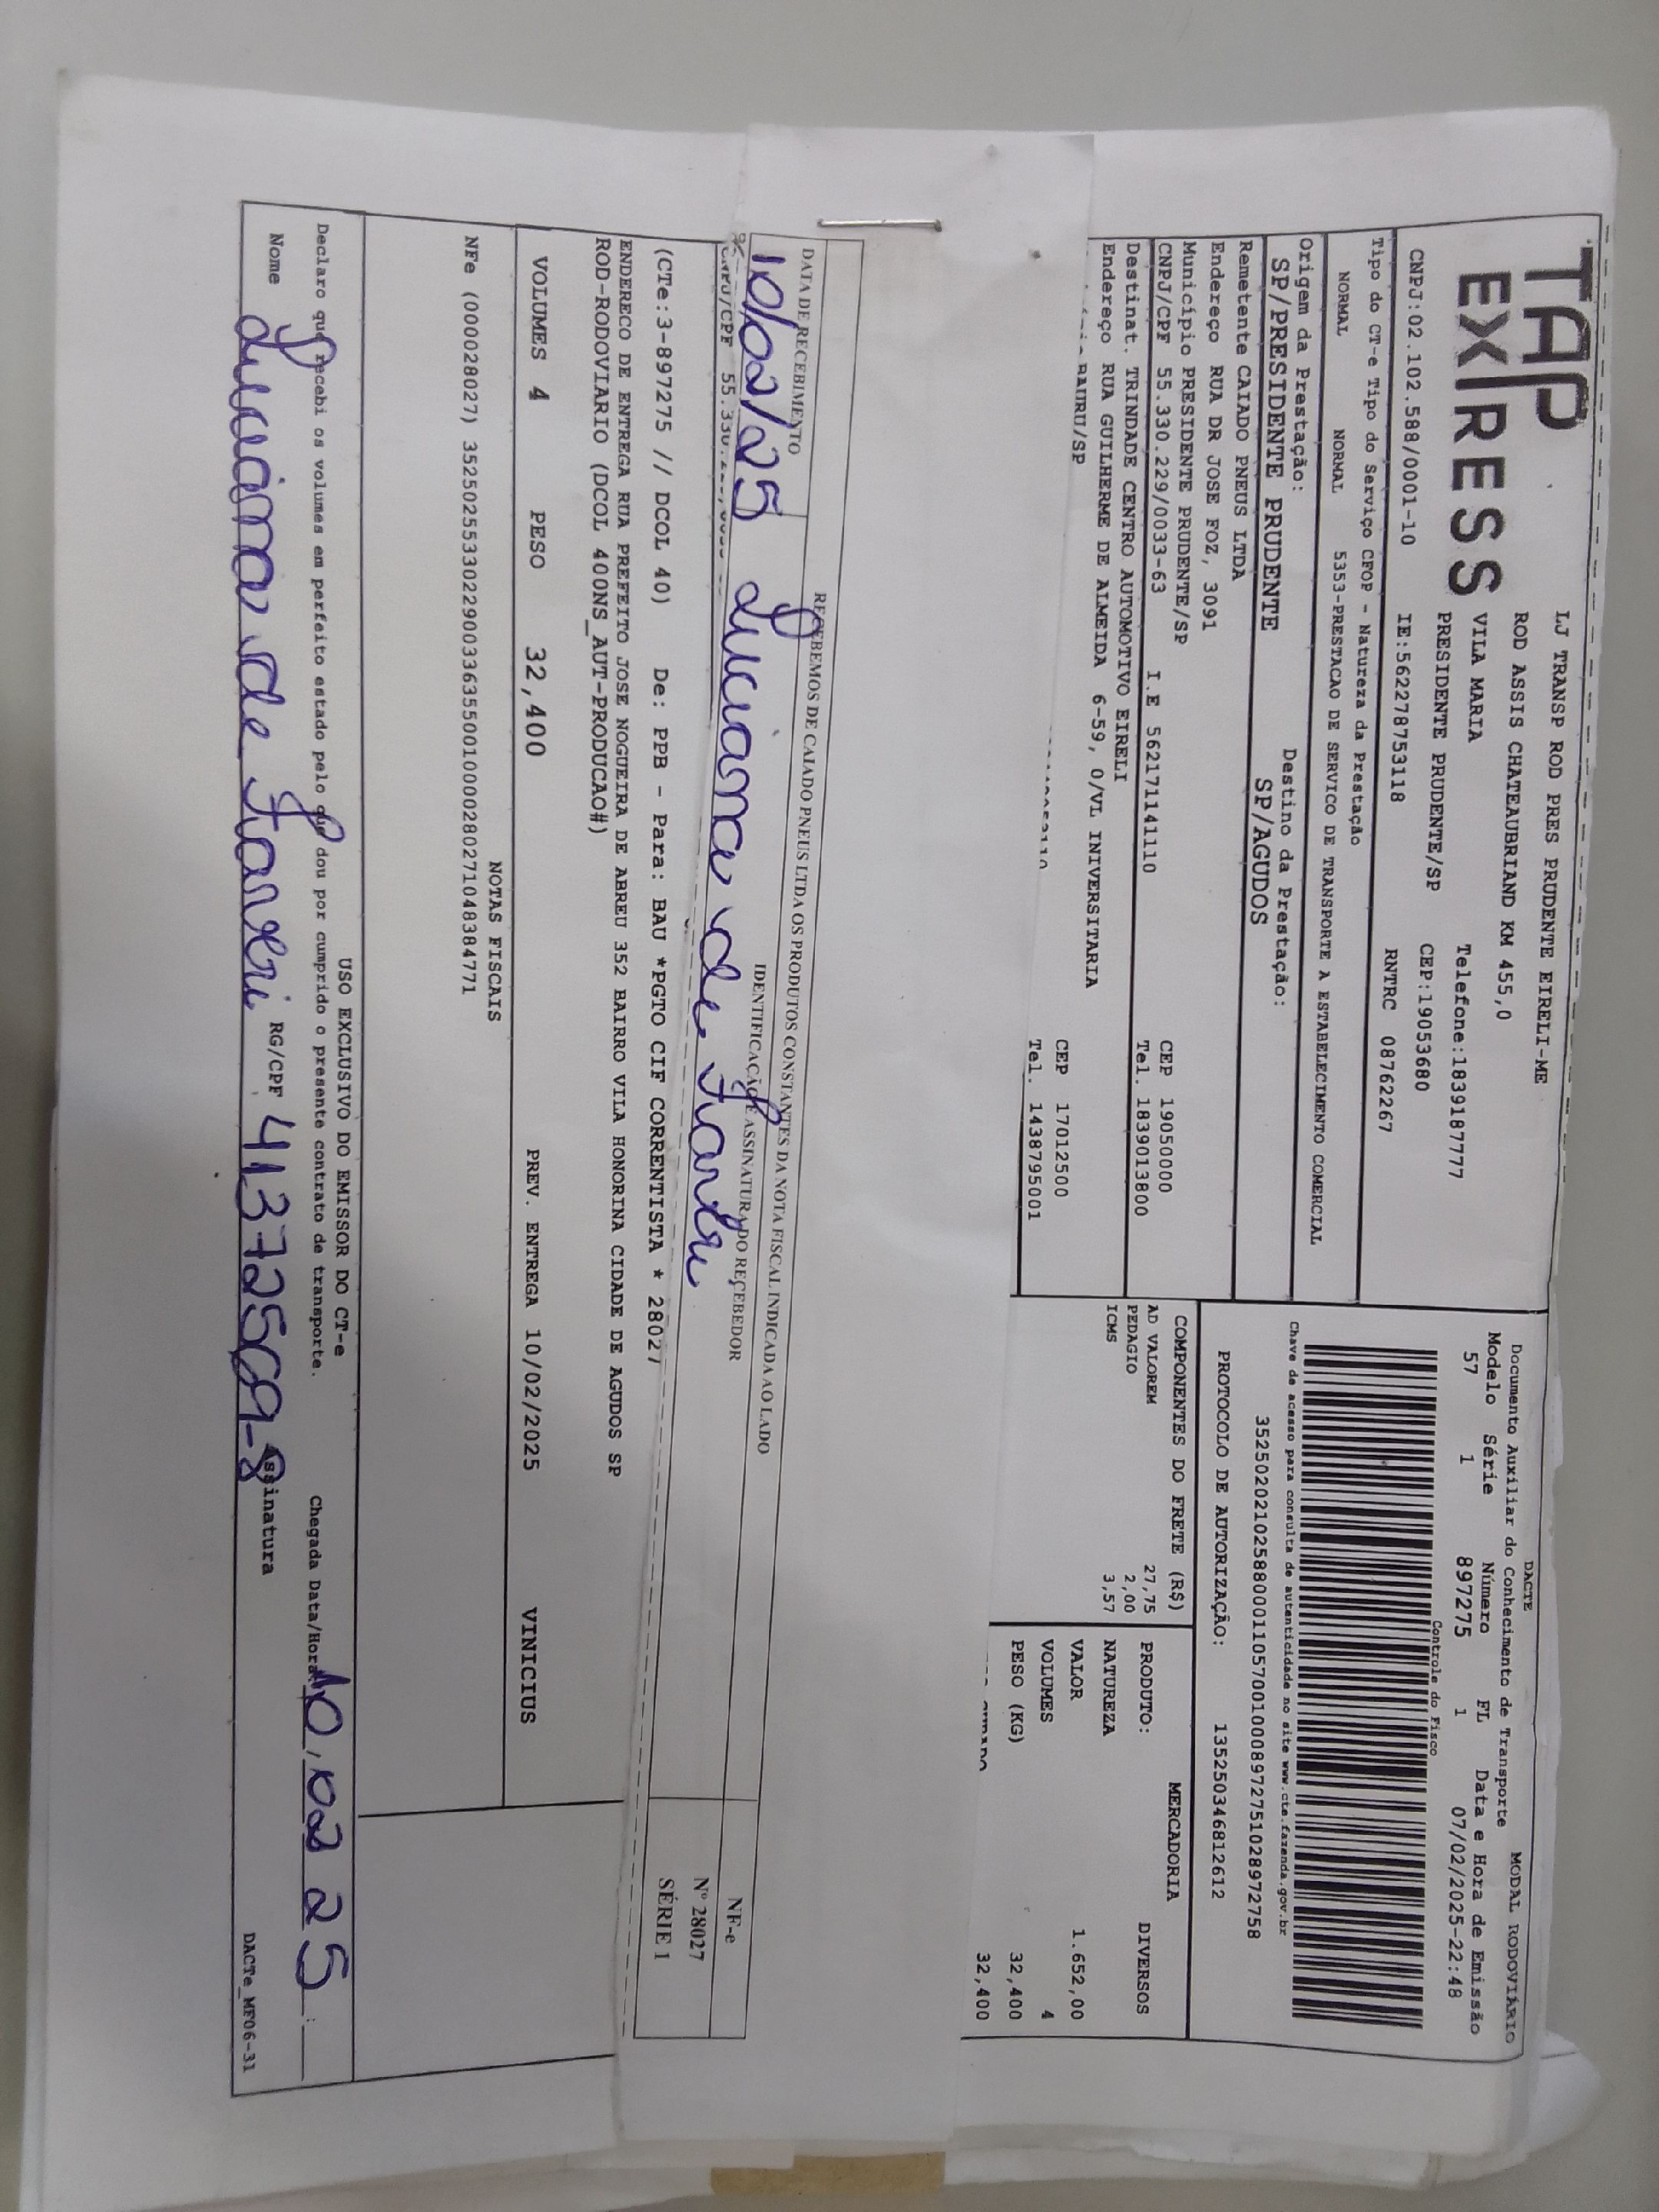 TAP
EXPRESS
LJ TRANSP ROD PRES PRUDENTE EIRELI-ME
ROD ASSIS CHATEAUBRIAND KM 455,0
VILA MARIA Telefone:1839187777
PRESIDENTE PRUDENTE/SP CEP:19053680
CNPJ:02.102.588/0001-10 IE:562278753118 RNTRC 08762267
DACTE MODAL RODOVIÁRIO
Documento Auxiliar do Conhecimento de Transporte
Modelo Série Número FL Data e Hora de Emissão
57 1 897275 1 07/02/2025-22:48
Controle do Fisco
Chave de acesso para consulta de autenticidade no site www.cte.fazenda.gov.br
35250202102588000110570010008972751028972758
PROTOCOLO DE AUTORIZAÇÃO: 135250346812612
Tipo do CT-e Tipo do Serviço CFOP - Natureza da Prestação
NORMAL NORMAL 5353-PRESTACAO DE SERVICO DE TRANSPORTE A ESTABELECIMENTO COMERCIAL
Origem da Prestação: Destino da Prestação:
SP/PRESIDENTE PRUDENTE SP/AGUDOS
Remetente CAIADO PNEUS LTDA
Endereço RUA DR JOSE FOZ, 3091
Município PRESIDENTE PRUDENTE/SP CEP 19050000
CNPJ/CPF 55.330.229/0033-63 I.E 562171141110 Tel. 1839013800
Destinat. TRINDADE CENTRO AUTOMOTIVO EIRELI
Endereço RUA GUILHERME DE ALMEIDA 6-59, 0/VL INIVERSITARIA
BAURU/SP CEP 17012500
Tel. 1438795001
COMPONENTES DO FRETE (R$)
AD VALOREM 27,75
PEDAGIO 2,00
ICMS 3,57
MERCADORIA
PRODUTO: DIVERSOS
NATUREZA
VALOR 1.652,00
VOLUMES 4
PESO (KG) 32,400
32,400
RECEBEMOS DE CAIADO PNEUS LTDA OS PRODUTOS CONSTANTES DA NOTA FISCAL INDICADA AO LADO
DATA DE RECEBIMENTO IDENTIFICAÇÃO E ASSINATURA DO RECEBEDOR
10/02/25 Luciana de
NF-e
Nº 28027
SÉRIE 1
(CTe:3-897275 // DCOL 40) De: PPB - Para: BAU *PGTO CIF CORRENTISTA * 28027
ENDERECO DE ENTREGA RUA PREFEITO JOSE NOGUEIRA DE ABREU 352 BAIRRO VILA HONORINA CIDADE DE AGUDOS SP
ROD-RODOVIARIO (DCOL 400NS_AUT-PRODUCAO#)
VOLUMES 4 PESO 32,400 PREV. ENTREGA 10/02/2025 VINICIUS
NOTAS FISCAIS
NFe (000028027) 35250255330229003363550010000280271048384771
USO EXCLUSIVO DO EMISSOR DO CT-e
Declaro que recebi os volumes em perfeito estado pelo que dou por cumprido o presente contrato de transporte. Chegada Data/Hora 10,02 25 :
Nome Luciana de RG/CPF 41372569-8 Assinatura
DACTe_MF06-31